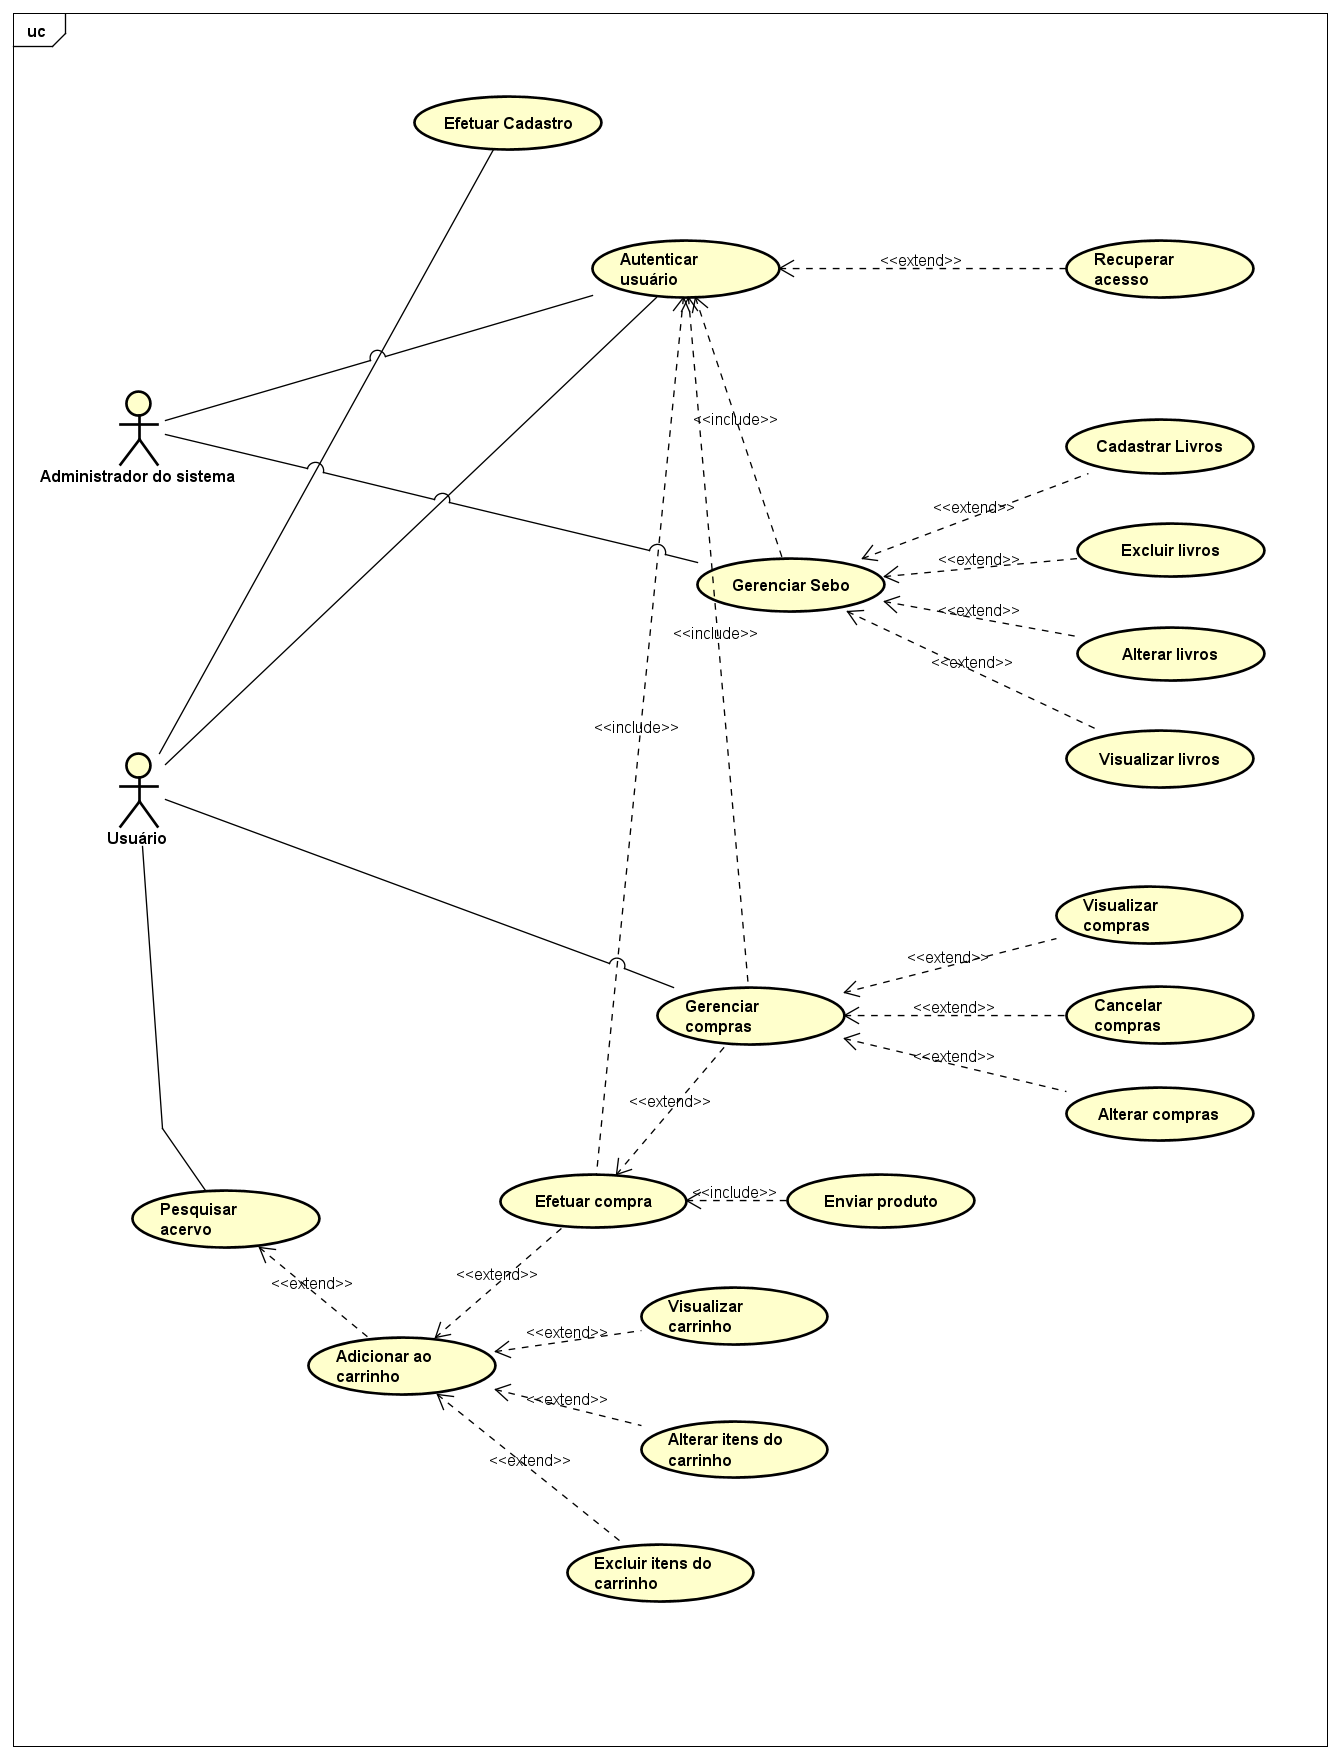 uc
Efetuar Cadastro
Autenticar
usuário
<<extend>>
Recuperar
acesso
Administrador do sistema
<<include>>
Cadastrar Livros
<<extend>>
Excluir livros
<<extend>>
Gerenciar Sebo
<<extend>>
Alterar livros
<<include>>
<<extend>>
Visualizar livros
<<include>>
Usuário
Visualizar
compras
<<extend>>
Gerenciar
compras
<<extend>>
Cancelar
compras
<<extend>>
Alterar compras
<<extend>>
Pesquisar
acervo
Efetuar compra
<<include>>
Enviar produto
<<extend>>
<<extend>>
Visualizar
carrinho
<<extend>>
Adicionar ao
carrinho
<<extend>>
Alterar itens do
carrinho
<<extend>>
Excluir itens do
carrinho